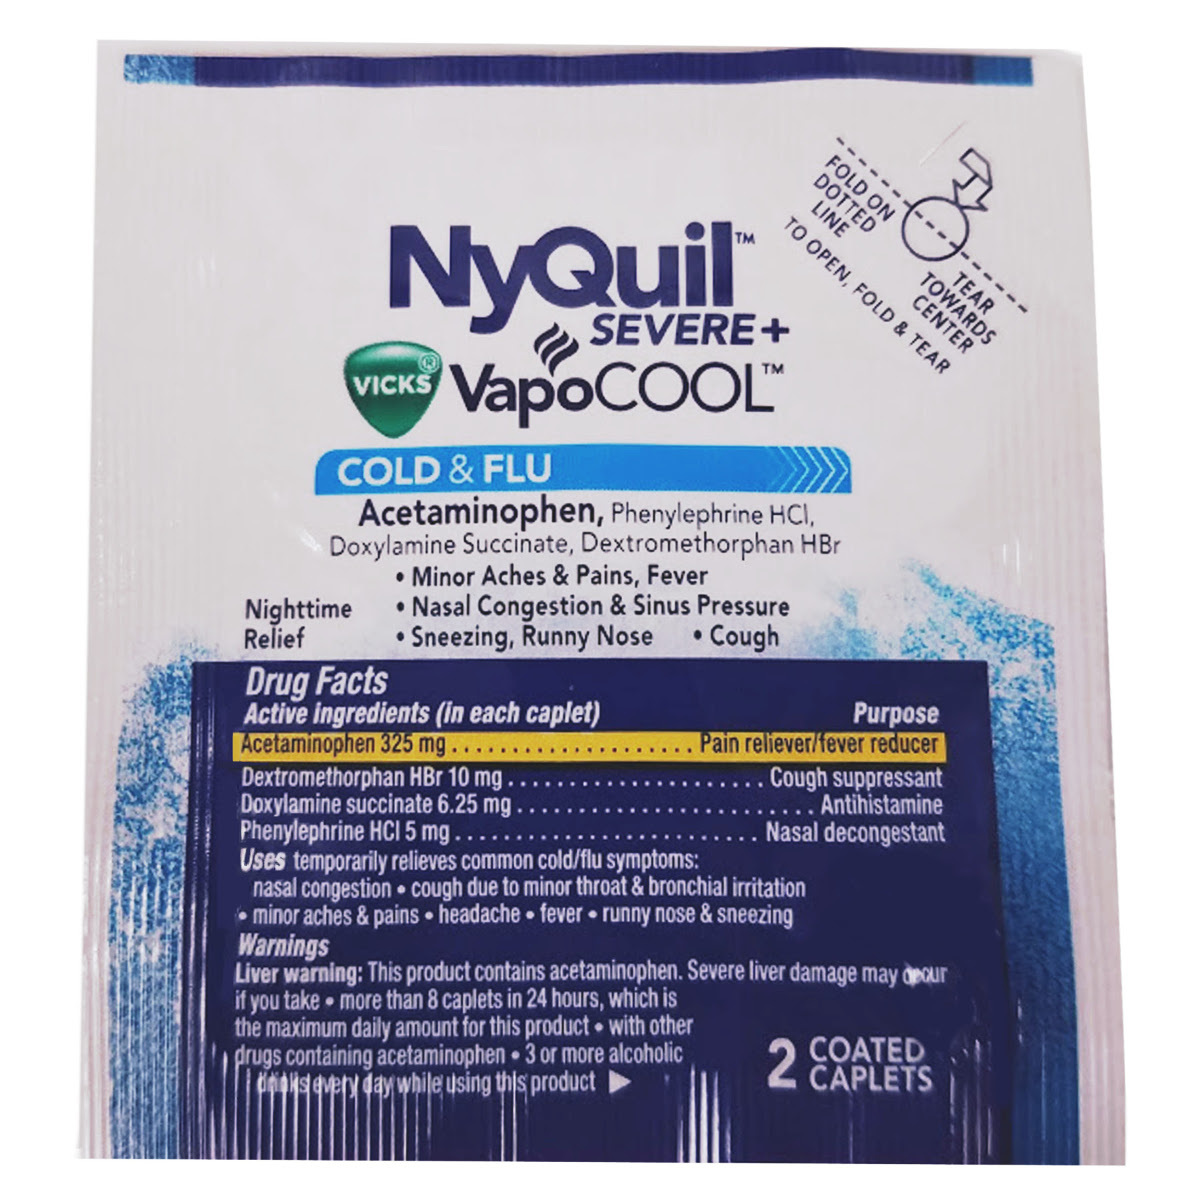 FOLD ON
DOTTED
LINE
TO OPEN, FOLD & TEAR
TEAR
TOWARDS
CENTER
NyQuil™
SEVERE+
VICKS® VapoCOOL™
COLD & FLU
Acetaminophen, Phenylephrine HCl,
Doxylamine Succinate, Dextromethorphan HBr
Nighttime
Relief
• Minor Aches & Pains, Fever
• Nasal Congestion & Sinus Pressure
• Sneezing, Runny Nose • Cough
Drug Facts
Active ingredients (in each caplet) Purpose
Acetaminophen 325 mg ........................ Pain reliever/fever reducer
Dextromethorphan HBr 10 mg ........................ Cough suppressant
Doxylamine succinate 6.25 mg ........................ Antihistamine
Phenylephrine HCl 5 mg ........................ Nasal decongestant
Uses temporarily relieves common cold/flu symptoms:
nasal congestion • cough due to minor throat & bronchial irritation
• minor aches & pains • headache • fever • runny nose & sneezing
Warnings
Liver warning: This product contains acetaminophen. Severe liver damage may occur
if you take • more than 8 caplets in 24 hours, which is
the maximum daily amount for this product • with other
drugs containing acetaminophen • 3 or more alcoholic
drinks every day while using this product ▶
2 COATED
CAPLETS